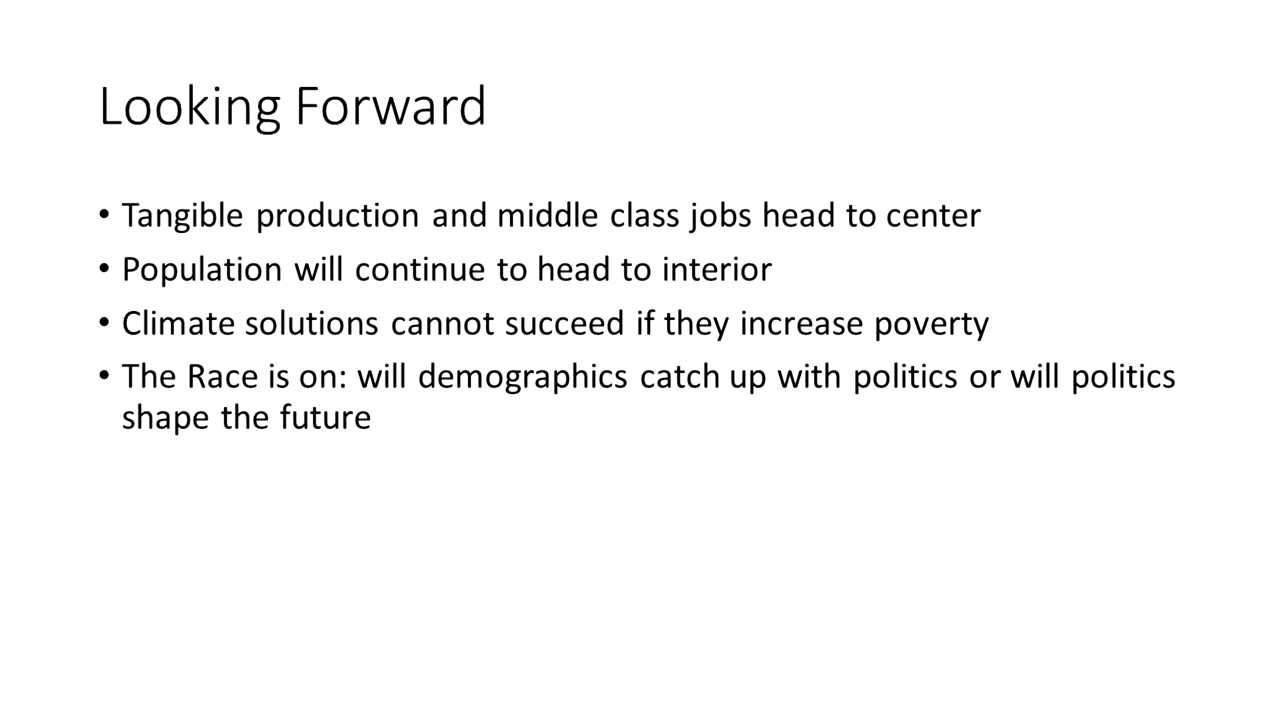 Looking Forward
• Tangible production and middle class jobs head to center
• Population will continue to head to interior
• Climate solutions cannot succeed if they increase poverty
• The Race is on: will demographics catch up with politics or will politics
shape the future